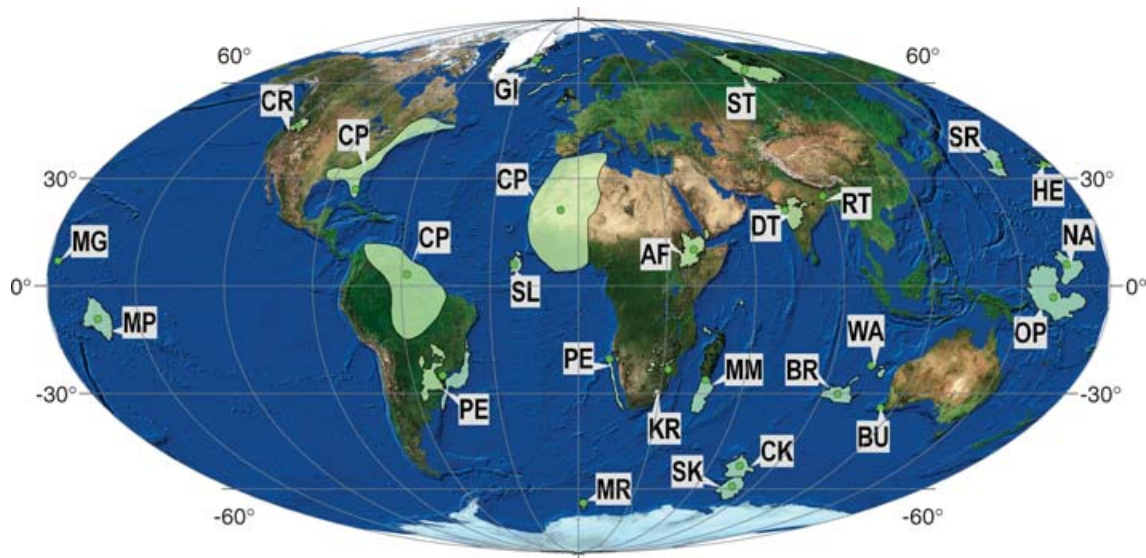 60°
60°
GI
ST
CR
CP
SR
CP
30°
30°
HE
RT
DT
MG
CP
AF
NA
SL
0°
0°
MP
OP
WA
PE
MM
BR
-30°
-30°
PE
KR
BU
CK
SK
MR
-60°
-60°